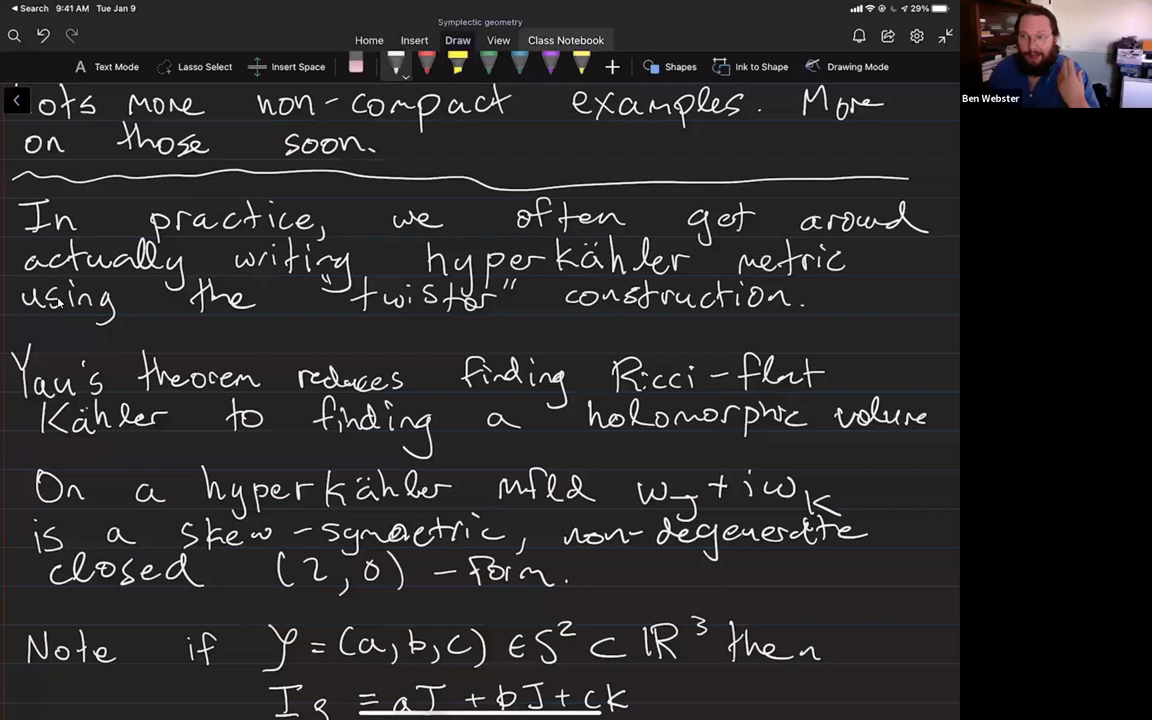 Search 9:41 AM Tue Jan 9
29%
Symplectic geometry
Home Insert Draw View Class Notebook
Text Mode Lasso Select Insert Space Shapes Ink to Shape Drawing Mode
Ben Webster
lots more non-compact examples. More
on those soon.
In practice, we often get around
actually writing hyperkähler metric
using the "twistor" construction.
Yau's theorem reduces finding Ricci-flat
Kähler to finding a holomorphic volume
On a hyperkähler mfld ω_J + iω_K
is a skew-symmetric, non-degenerate
closed (2,0)-form.
Note if ζ = (a,b,c) ∈ S² ⊂ ℝ³ then
= aI + bJ + cK